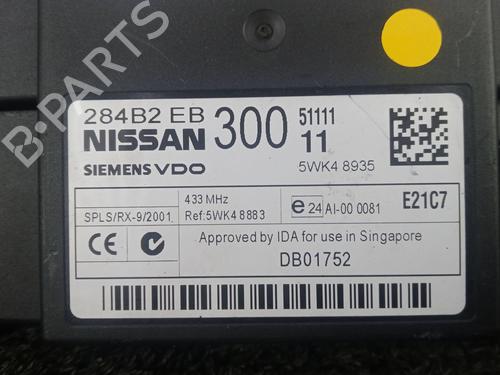 B-PARTS
284B2 EB 300 51111
NISSAN 11
SIEMENS VDO 5WK4 8935
433 MHz
SPLS/RX-9/2001 Ref:5WK4 8883 e24 AI-00 0081 E21C7
CE Approved by IDA for use in Singapore
DB01752